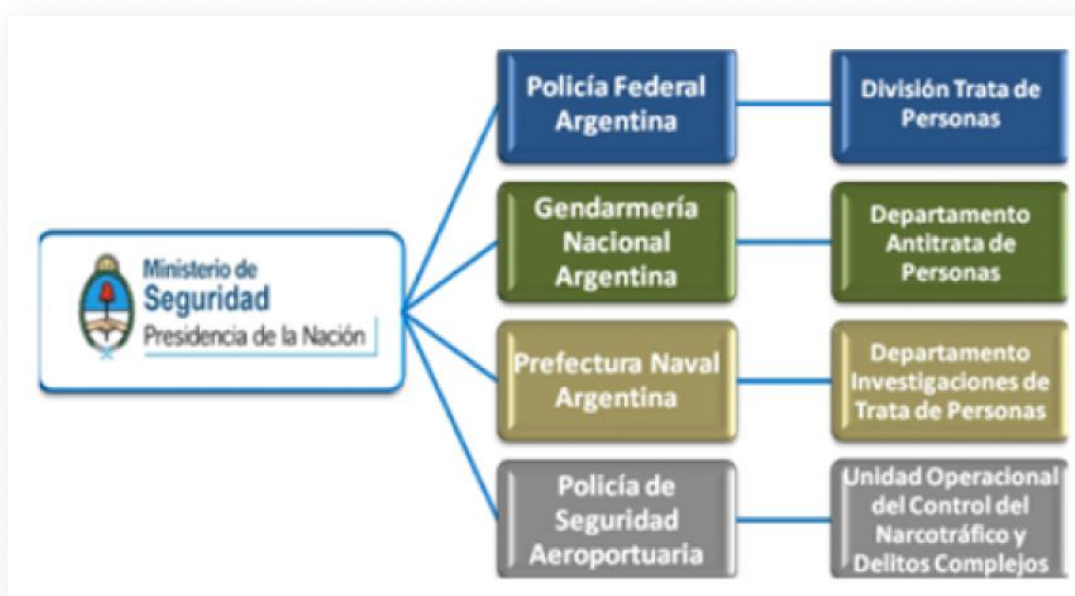 Ministerio de
Seguridad
Presidencia de la Nación
Policía Federal
Argentina
División Trata de
Personas
Gendarmería
Nacional
Argentina
Departamento
Antitrata de
Personas
Prefectura Naval
Argentina
Departamento
Investigaciones de
Trata de Personas
Policía de
Seguridad
Aeroportuaria
Unidad Operacional
del Control del
Narcotráfico y
Delitos Complejos